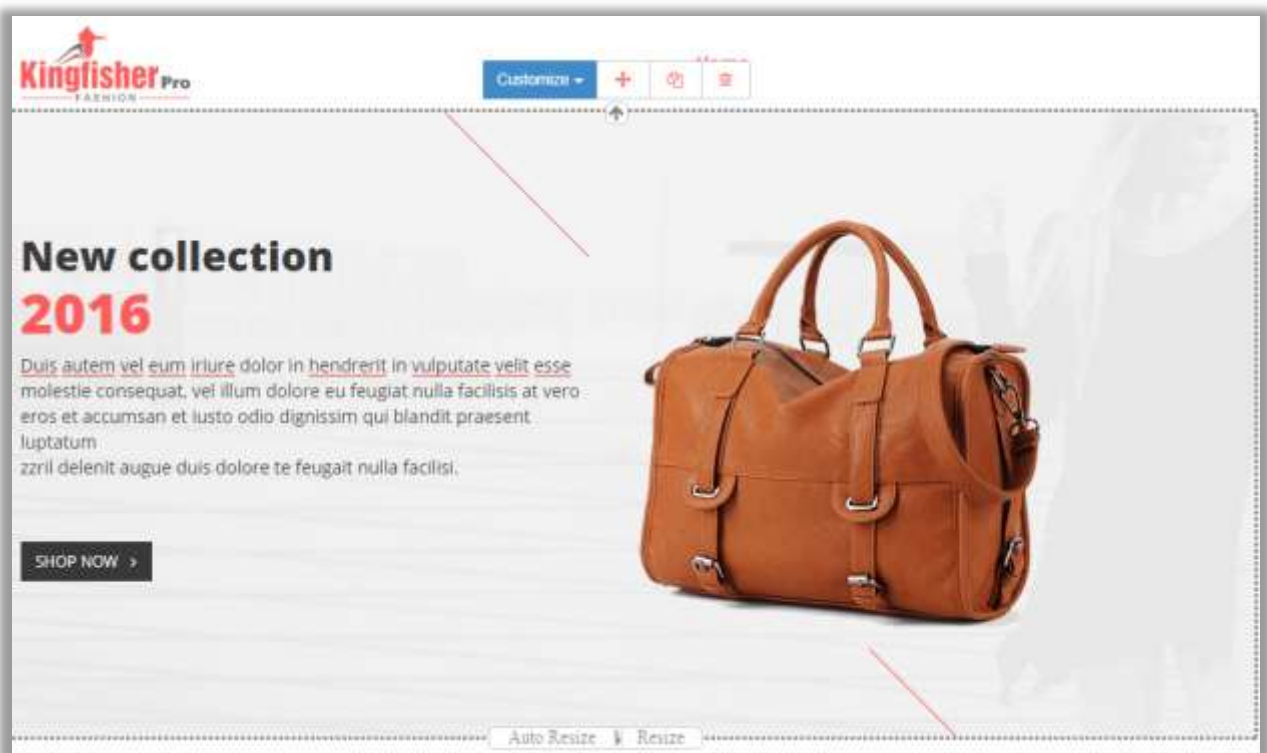 Kingfisher Pro
FASHION
Customize
Home
New collection
2016
Duis autem vel eum iriure dolor in hendrerit in vulputate velit esse
molestie consequat, vel illum dolore eu feugiat nulla facilisis at vero
eros et accumsan et iusto odio dignissim qui blandit praesent
luptatum
zzril delenit augue duis dolore te feugait nulla facilisi.
SHOP NOW >
Auto Resize Resize